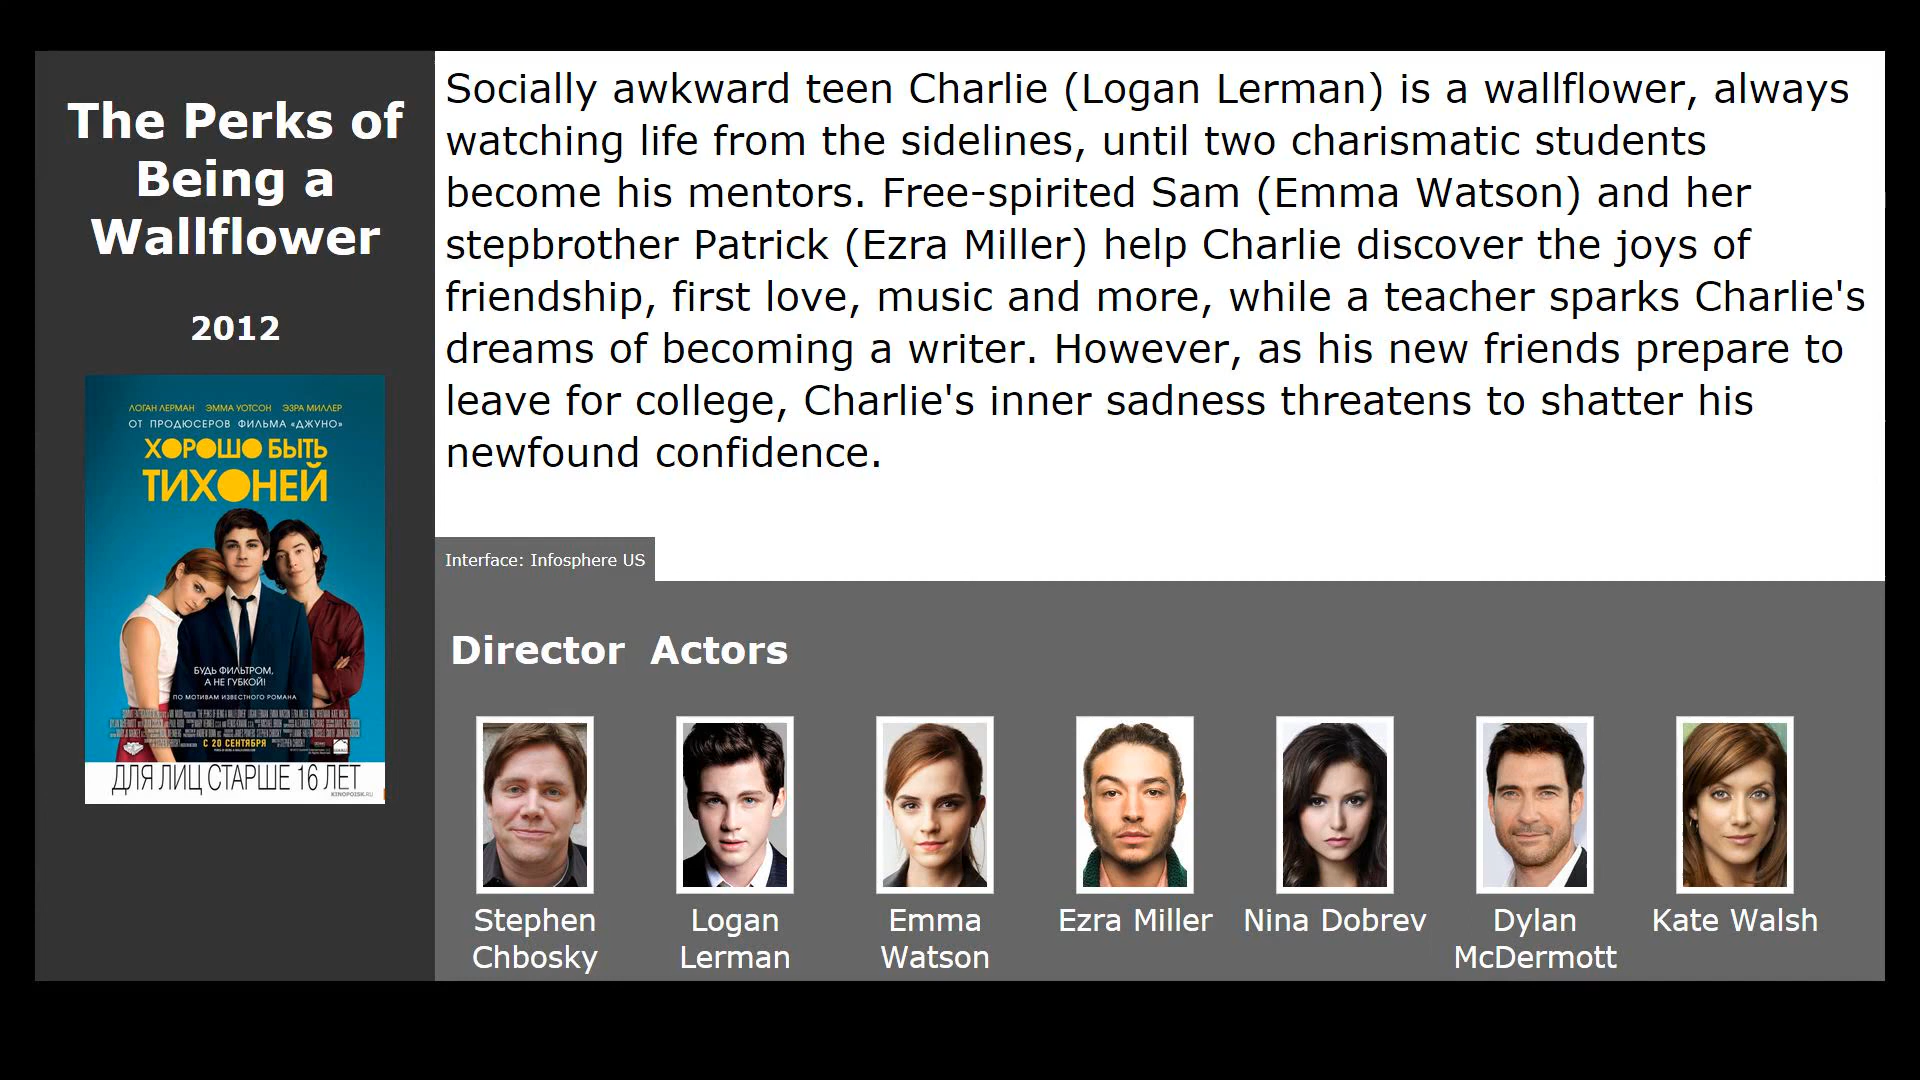 The Perks of
Being a
Wallflower
2012
ЛОГАН ЛЕРМАН ЭММА УОТСОН ЭЗРА МИЛЛЕР
ОТ ПРОДЮСЕРОВ ФИЛЬМА «ДЖУНО»
ХОРОШО БЫТЬ
ТИХОНЕЙ
БУДЬ ФИЛЬТРОМ,
А НЕ ГУБКОЙ!
ПО МОТИВАМ ИЗВЕСТНОГО РОМАНА
С 20 СЕНТЯБРЯ
ДЛЯ ЛИЦ СТАРШЕ 16 ЛЕТ
KINOPOISK.RU
Socially awkward teen Charlie (Logan Lerman) is a wallflower, always
watching life from the sidelines, until two charismatic students
become his mentors. Free-spirited Sam (Emma Watson) and her
stepbrother Patrick (Ezra Miller) help Charlie discover the joys of
friendship, first love, music and more, while a teacher sparks Charlie's
dreams of becoming a writer. However, as his new friends prepare to
leave for college, Charlie's inner sadness threatens to shatter his
newfound confidence.
Interface: Infosphere US
Director Actors
Stephen
Chbosky
Logan
Lerman
Emma
Watson
Ezra Miller
Nina Dobrev
Dylan
McDermott
Kate Walsh